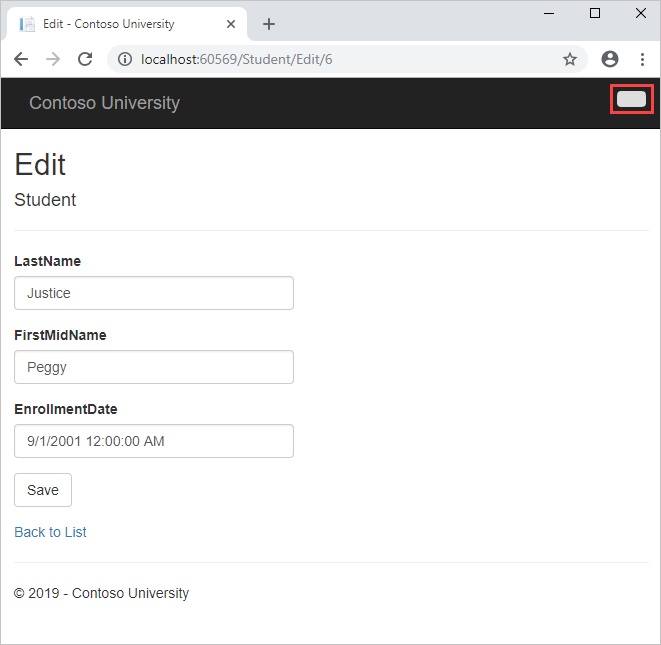 Edit - Contoso University
localhost:60569/Student/Edit/6
Contoso University
Edit
Student
LastName
Justice
FirstMidName
Peggy
EnrollmentDate
9/1/2001 12:00:00 AM
Save
Back to List
© 2019 - Contoso University